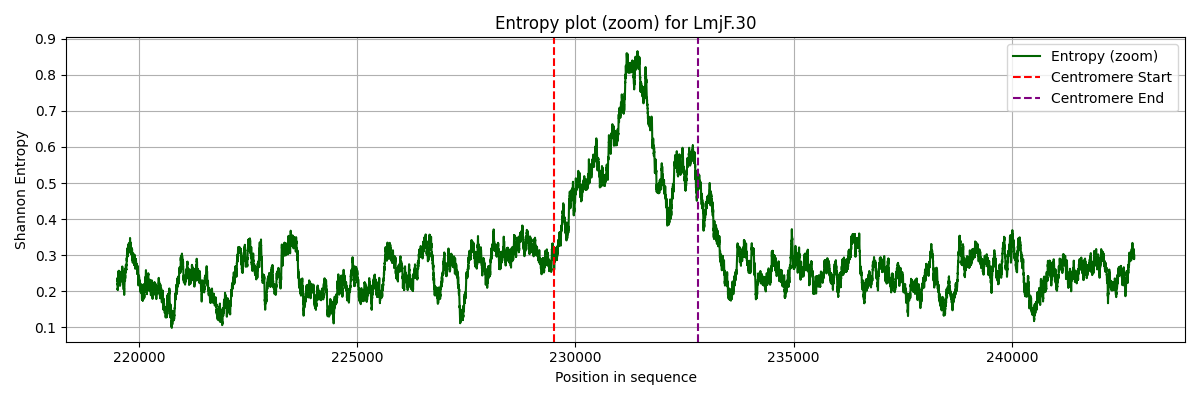 Entropy plot (zoom) for LmjF.30
Shannon Entropy
0.9
0.8
0.7
0.6
0.5
0.4
0.3
0.2
0.1
Entropy (zoom)
Centromere Start
Centromere End
220000
225000
230000
235000
240000
Position in sequence